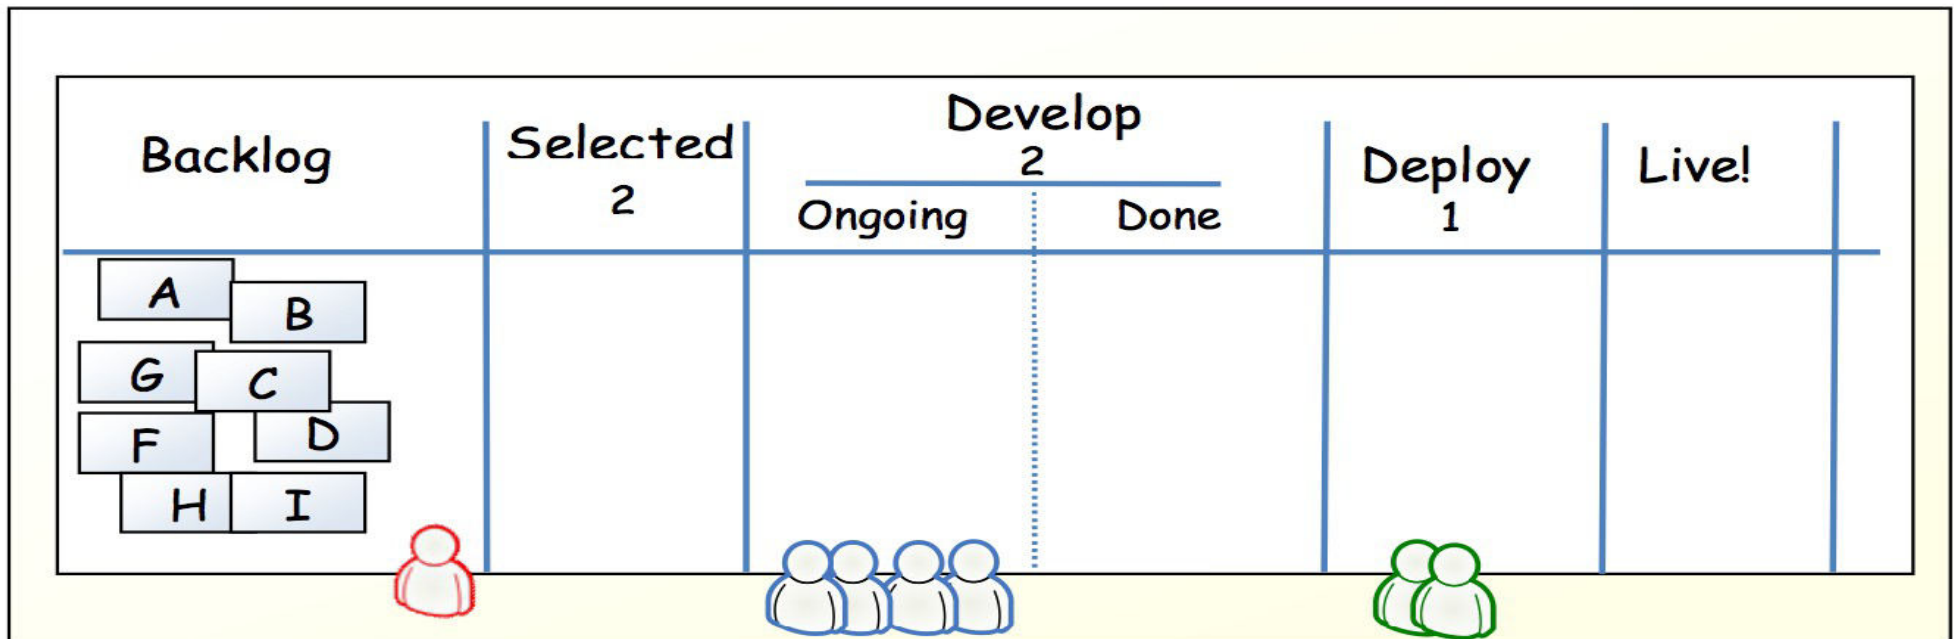 Backlog
Selected
2
Develop
2
Ongoing
Done
Deploy
1
Live!
A
B
G
C
F
D
H
I